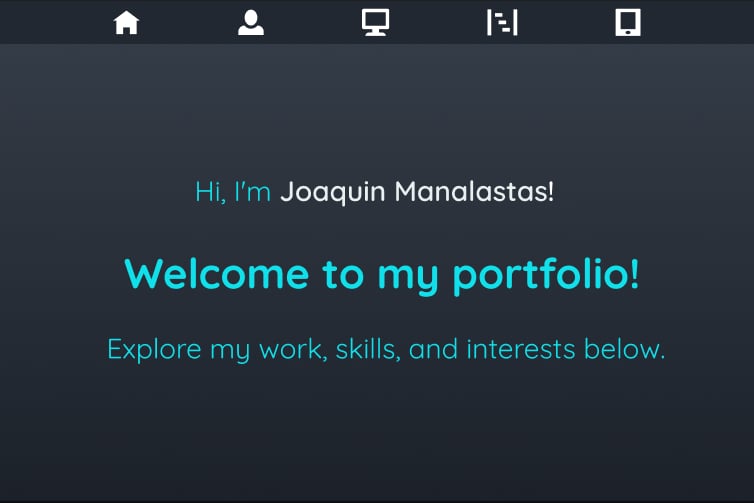 Hi, I'm Joaquin Manalastas!
Welcome to my portfolio!
Explore my work, skills, and interests below.